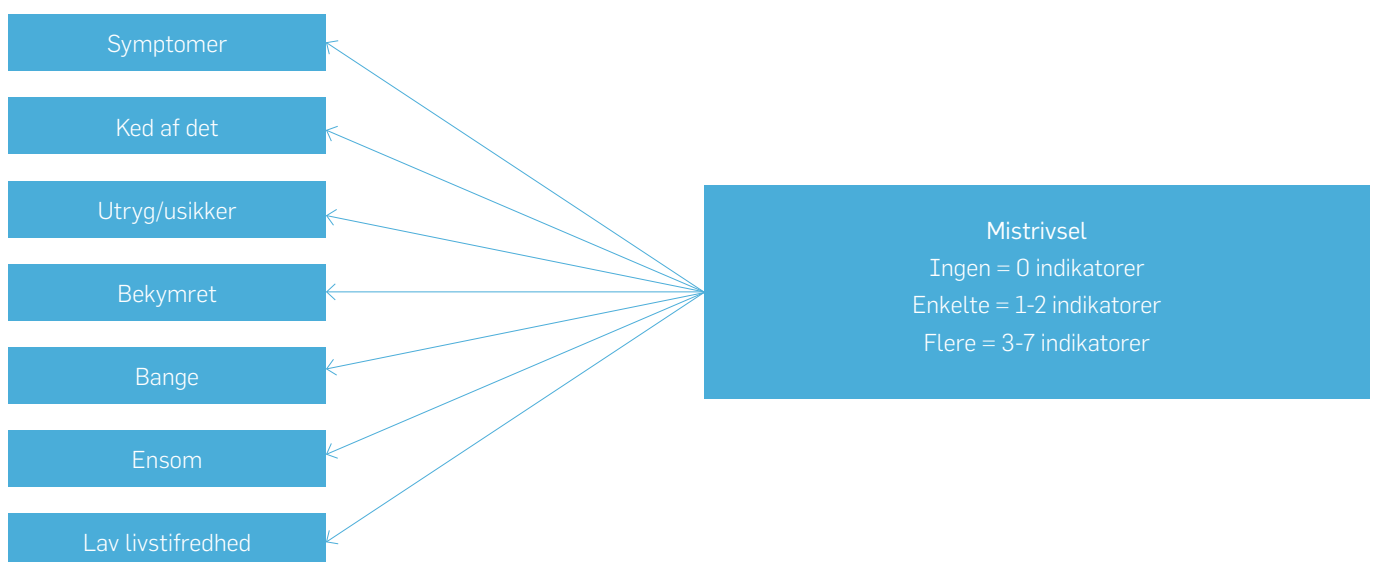 Symptomer
Ked af det
Utryg/usikker
Bekymret
Bange
Ensom
Lav livstifredhed
Mistrivsel
Ingen = 0 indikatorer
Enkelte = 1-2 indikatorer
Flere = 3-7 indikatorer